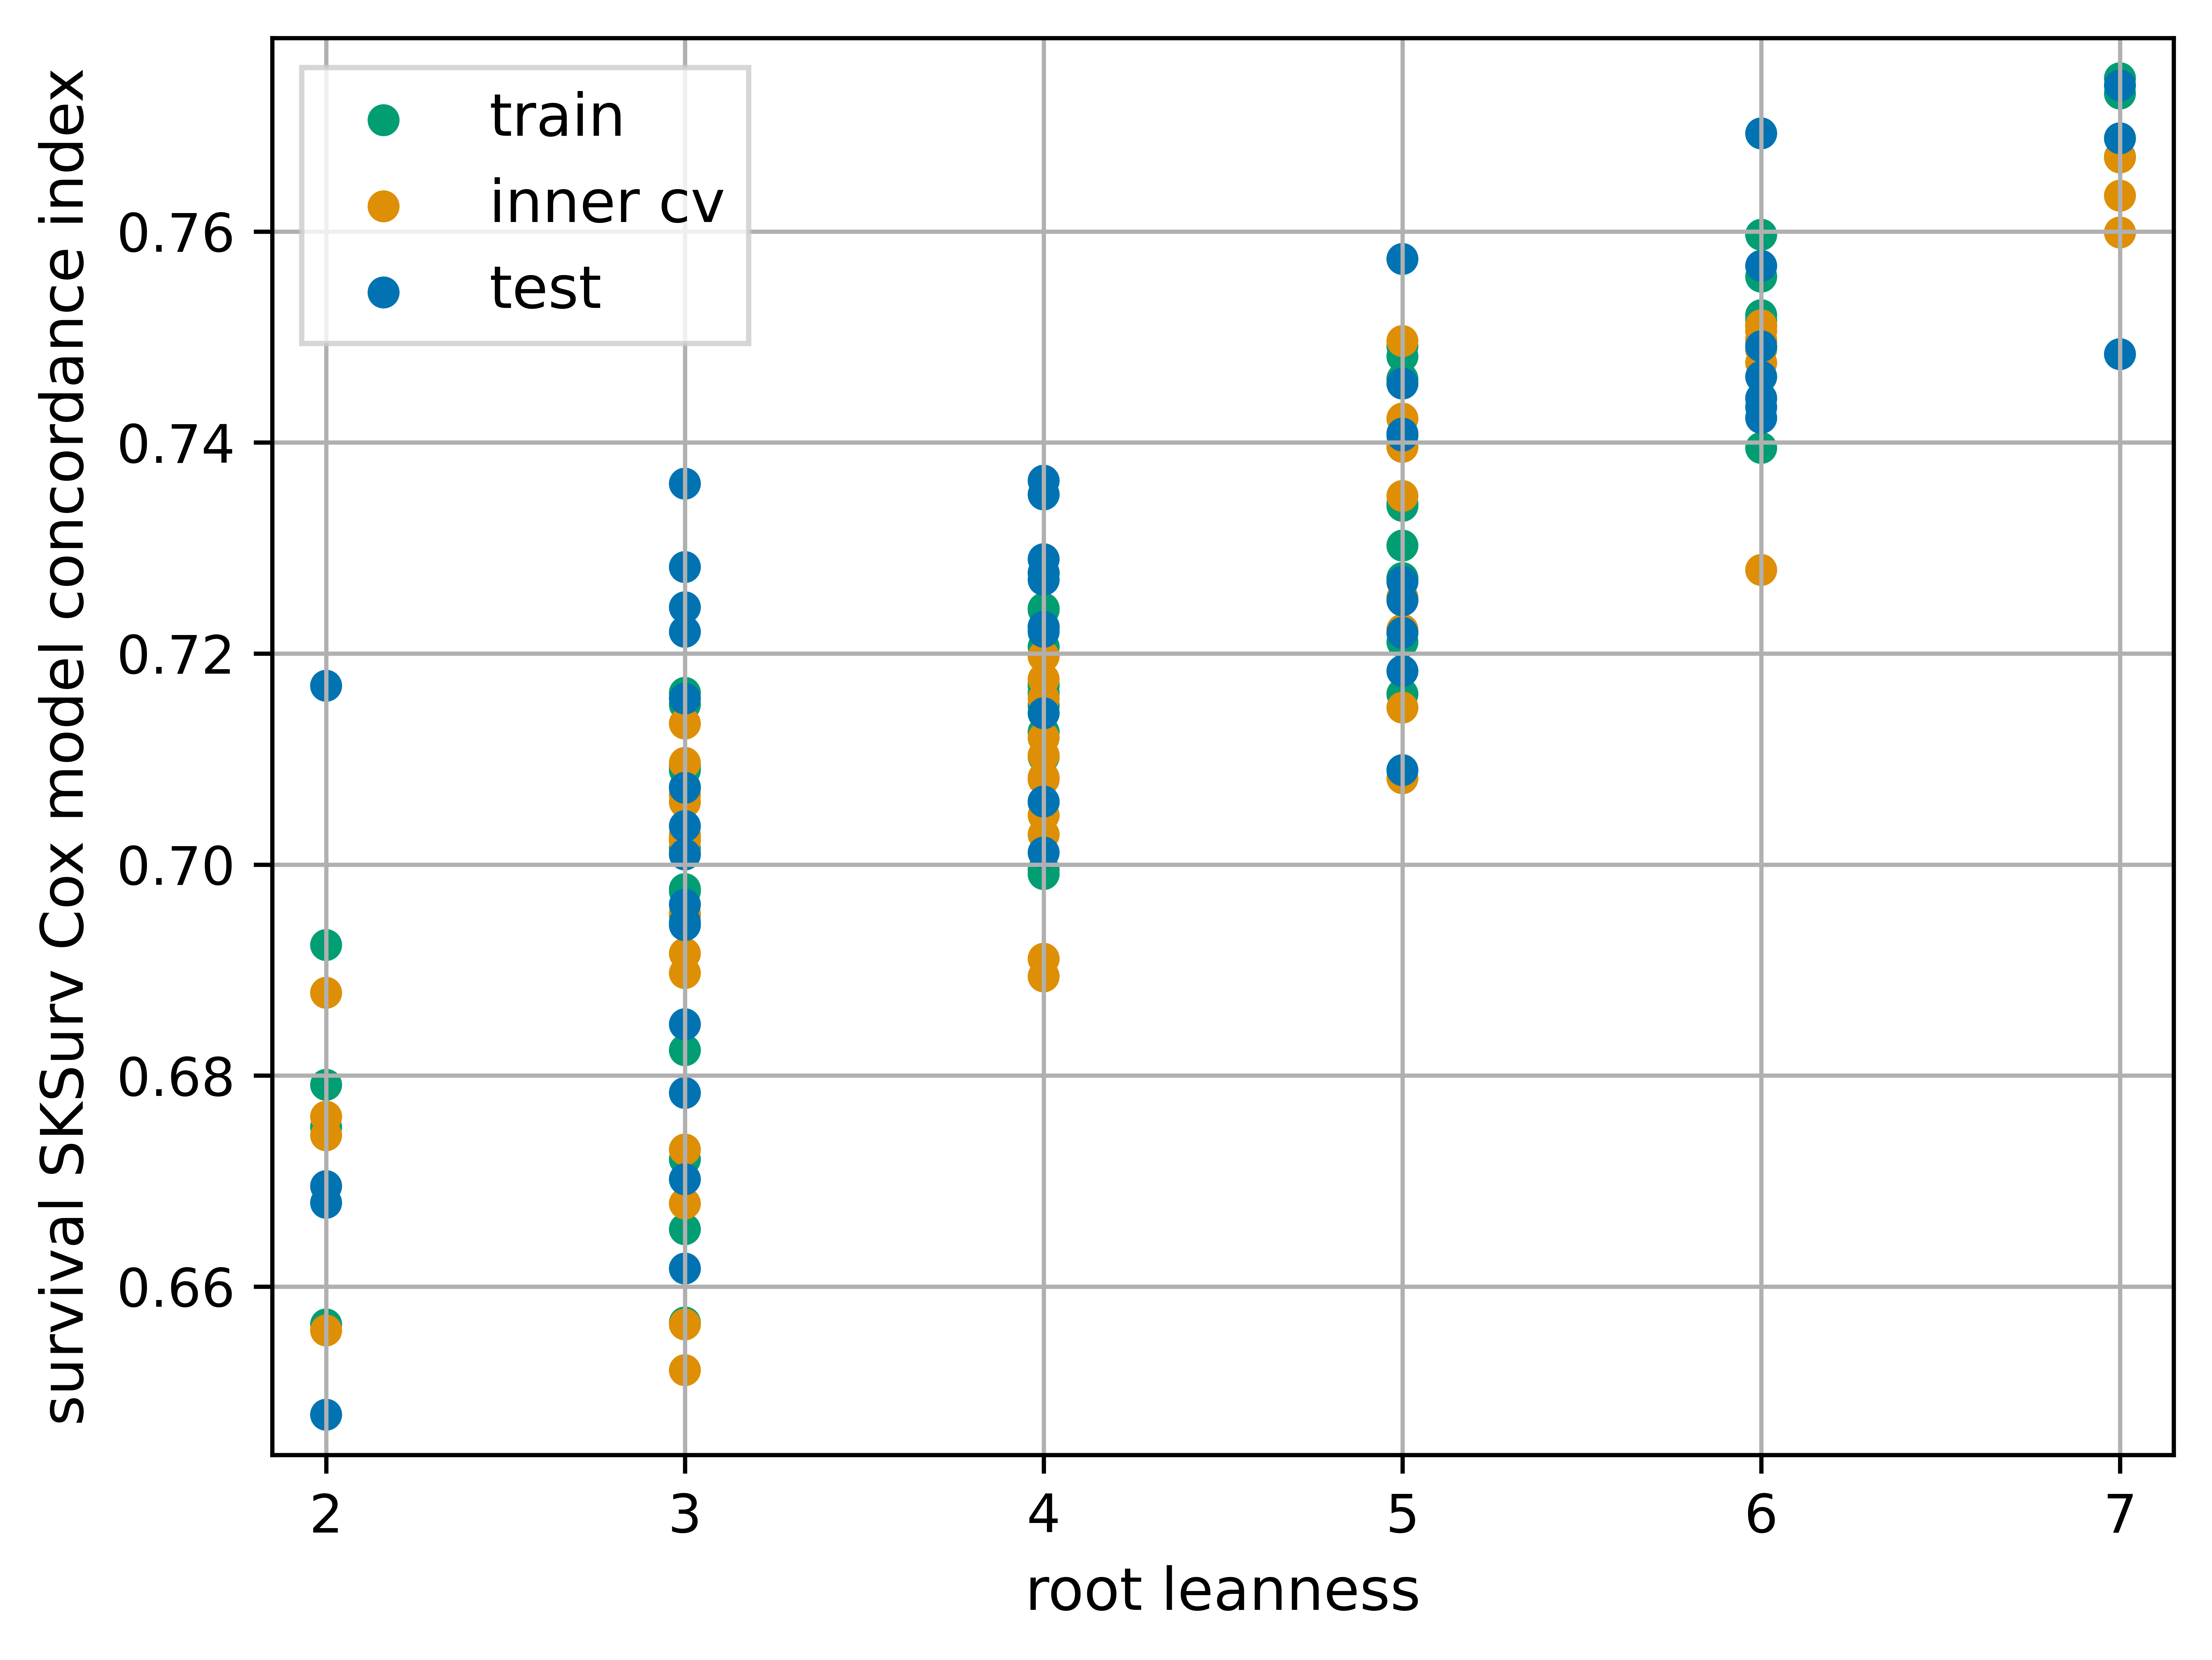 survival SKSurv Cox model concordance index
train
inner cv
test
0.76
0.74
0.72
0.70
0.68
0.66
2 3 4 5 6 7
root leanness